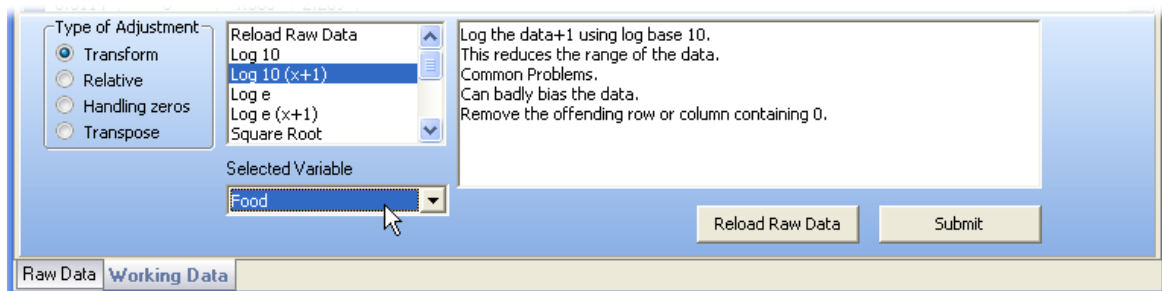 Type of Adjustment
Transform
Relative
Handling zeros
Transpose
Reload Raw Data
Log 10
Log 10 (x+1)
Log e
Log e (x+1)
Square Root
Selected Variable
Food
Log the data+1 using log base 10.
This reduces the range of the data.
Common Problems.
Can badly bias the data.
Remove the offending row or column containing 0.
Reload Raw Data
Submit
Raw Data
Working Data